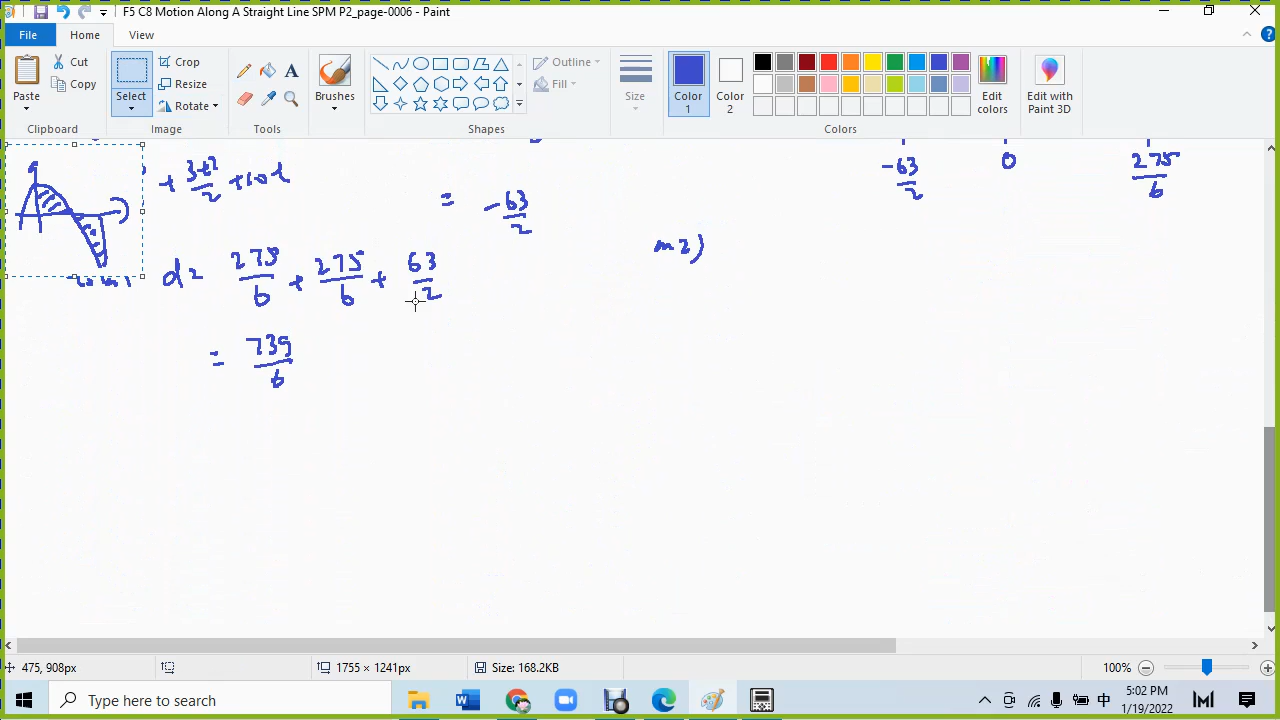 F5 C8 Motion Along A Straight Line SPM P2_page-0006 - Paint
File Home View
Paste Cut Copy Clipboard
Select Crop Resize Rotate Image
Tools
Brushes
Outline Fill Shapes
Size
Color 1 Color 2 Edit colors Colors
Edit with Paint 3D
+ 3t²/2 + 10t
= -63/2
-63/2 0 275/6
m2)
d= 275/6 + 275/6 + 63/2
= 739/6
475, 908px 1755 × 1241px Size: 168.2KB 100%
Type here to search
中 5:02 PM
1/19/2022